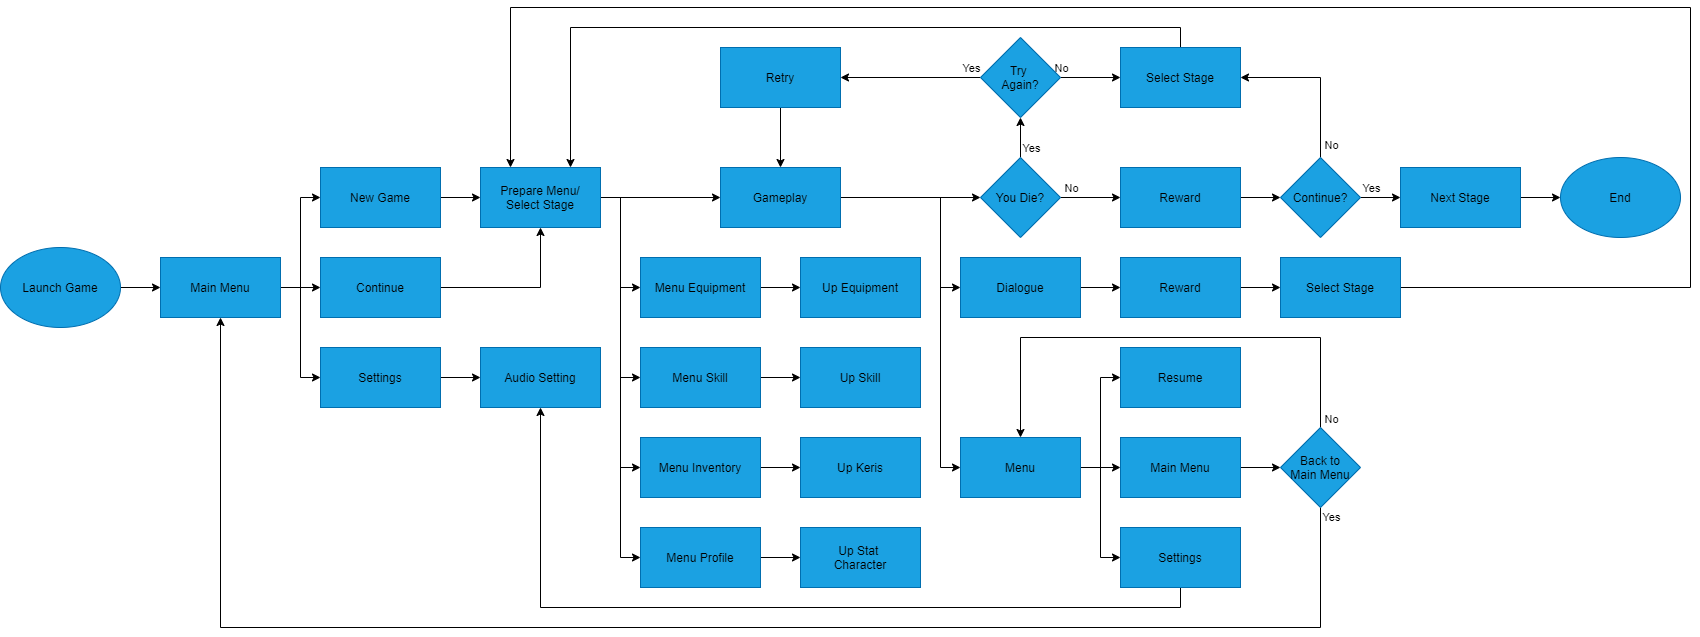 Retry
Yes
Try
Again?
No
Select Stage
Yes
No
New Game
Prepare Menu/
Select Stage
Gameplay
You Die?
No
Reward
Continue?
Yes
Next Stage
End
Launch Game
Main Menu
Continue
Menu Equipment
Up Equipment
Dialogue
Reward
Select Stage
Settings
Audio Setting
Menu Skill
Up Skill
Resume
No
Menu Inventory
Up Keris
Menu
Main Menu
Back to
Main Menu
Yes
Menu Profile
Up Stat
Character
Settings